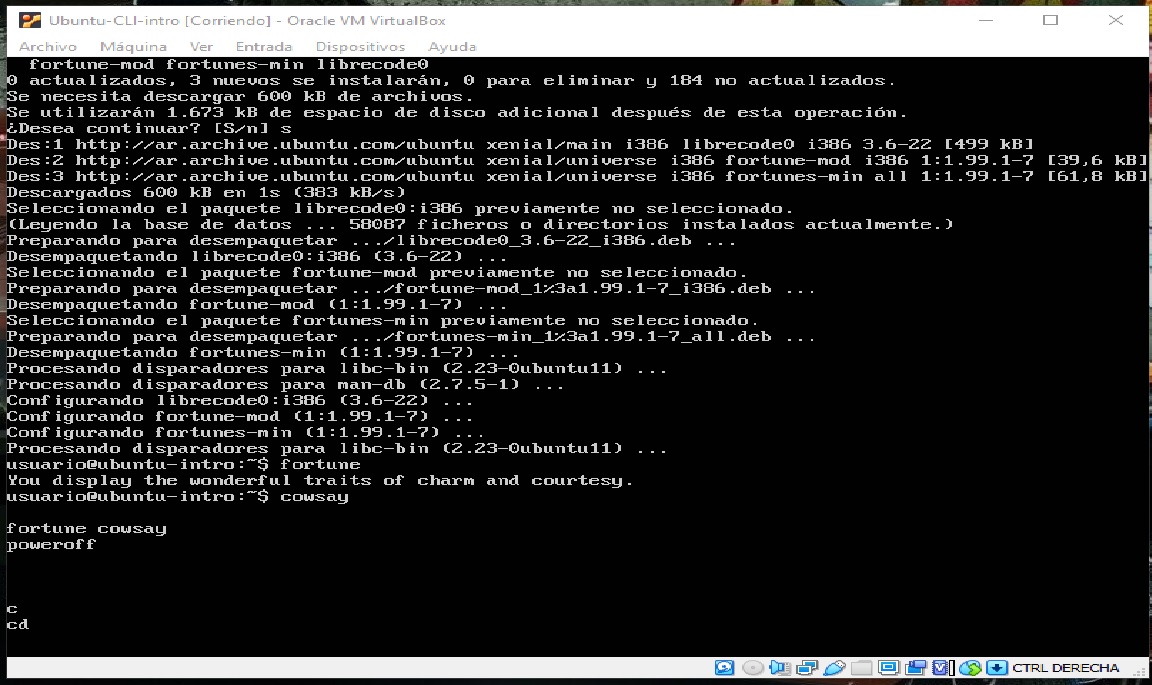 Ubuntu-CLI-intro [Corriendo] - Oracle VM VirtualBox
Archivo Máquina Ver Entrada Dispositivos Ayuda
fortune-mod fortunes-min librecode0
0 actualizados, 3 nuevos se instalarán, 0 para eliminar y 184 no actualizados.
Se necesita descargar 600 kB de archivos.
Se utilizarán 1.673 kB de espacio de disco adicional después de esta operación.
¿Desea continuar? [S/n] s
Des:1 http://ar.archive.ubuntu.com/ubuntu xenial/main i386 librecode0 i386 3.6-22 [499 kB]
Des:2 http://ar.archive.ubuntu.com/ubuntu xenial/universe i386 fortune-mod i386 1:1.99.1-7 [39,6 kB]
Des:3 http://ar.archive.ubuntu.com/ubuntu xenial/universe i386 fortunes-min all 1:1.99.1-7 [61,8 kB]
Descargados 600 kB en 1s (383 kB/s)
Seleccionando el paquete librecode0:i386 previamente no seleccionado.
(Leyendo la base de datos ... 58087 ficheros o directorios instalados actualmente.)
Preparando para desempaquetar .../librecode0_3.6-22_i386.deb ...
Desempaquetando librecode0:i386 (3.6-22) ...
Seleccionando el paquete fortune-mod previamente no seleccionado.
Preparando para desempaquetar .../fortune-mod_1%3a1.99.1-7_i386.deb ...
Desempaquetando fortune-mod (1:1.99.1-7) ...
Seleccionando el paquete fortunes-min previamente no seleccionado.
Preparando para desempaquetar .../fortunes-min_1%3a1.99.1-7_all.deb ...
Desempaquetando fortunes-min (1:1.99.1-7) ...
Procesando disparadores para libc-bin (2.23-0ubuntu11) ...
Procesando disparadores para man-db (2.7.5-1) ...
Configurando librecode0:i386 (3.6-22) ...
Configurando fortune-mod (1:1.99.1-7) ...
Configurando fortunes-min (1:1.99.1-7) ...
Procesando disparadores para libc-bin (2.23-0ubuntu11) ...
usuario@ubuntu-intro:~$ fortune
You display the wonderful traits of charm and courtesy.
usuario@ubuntu-intro:~$ cowsay
fortune cowsay
poweroff
c
cd
CTRL DERECHA